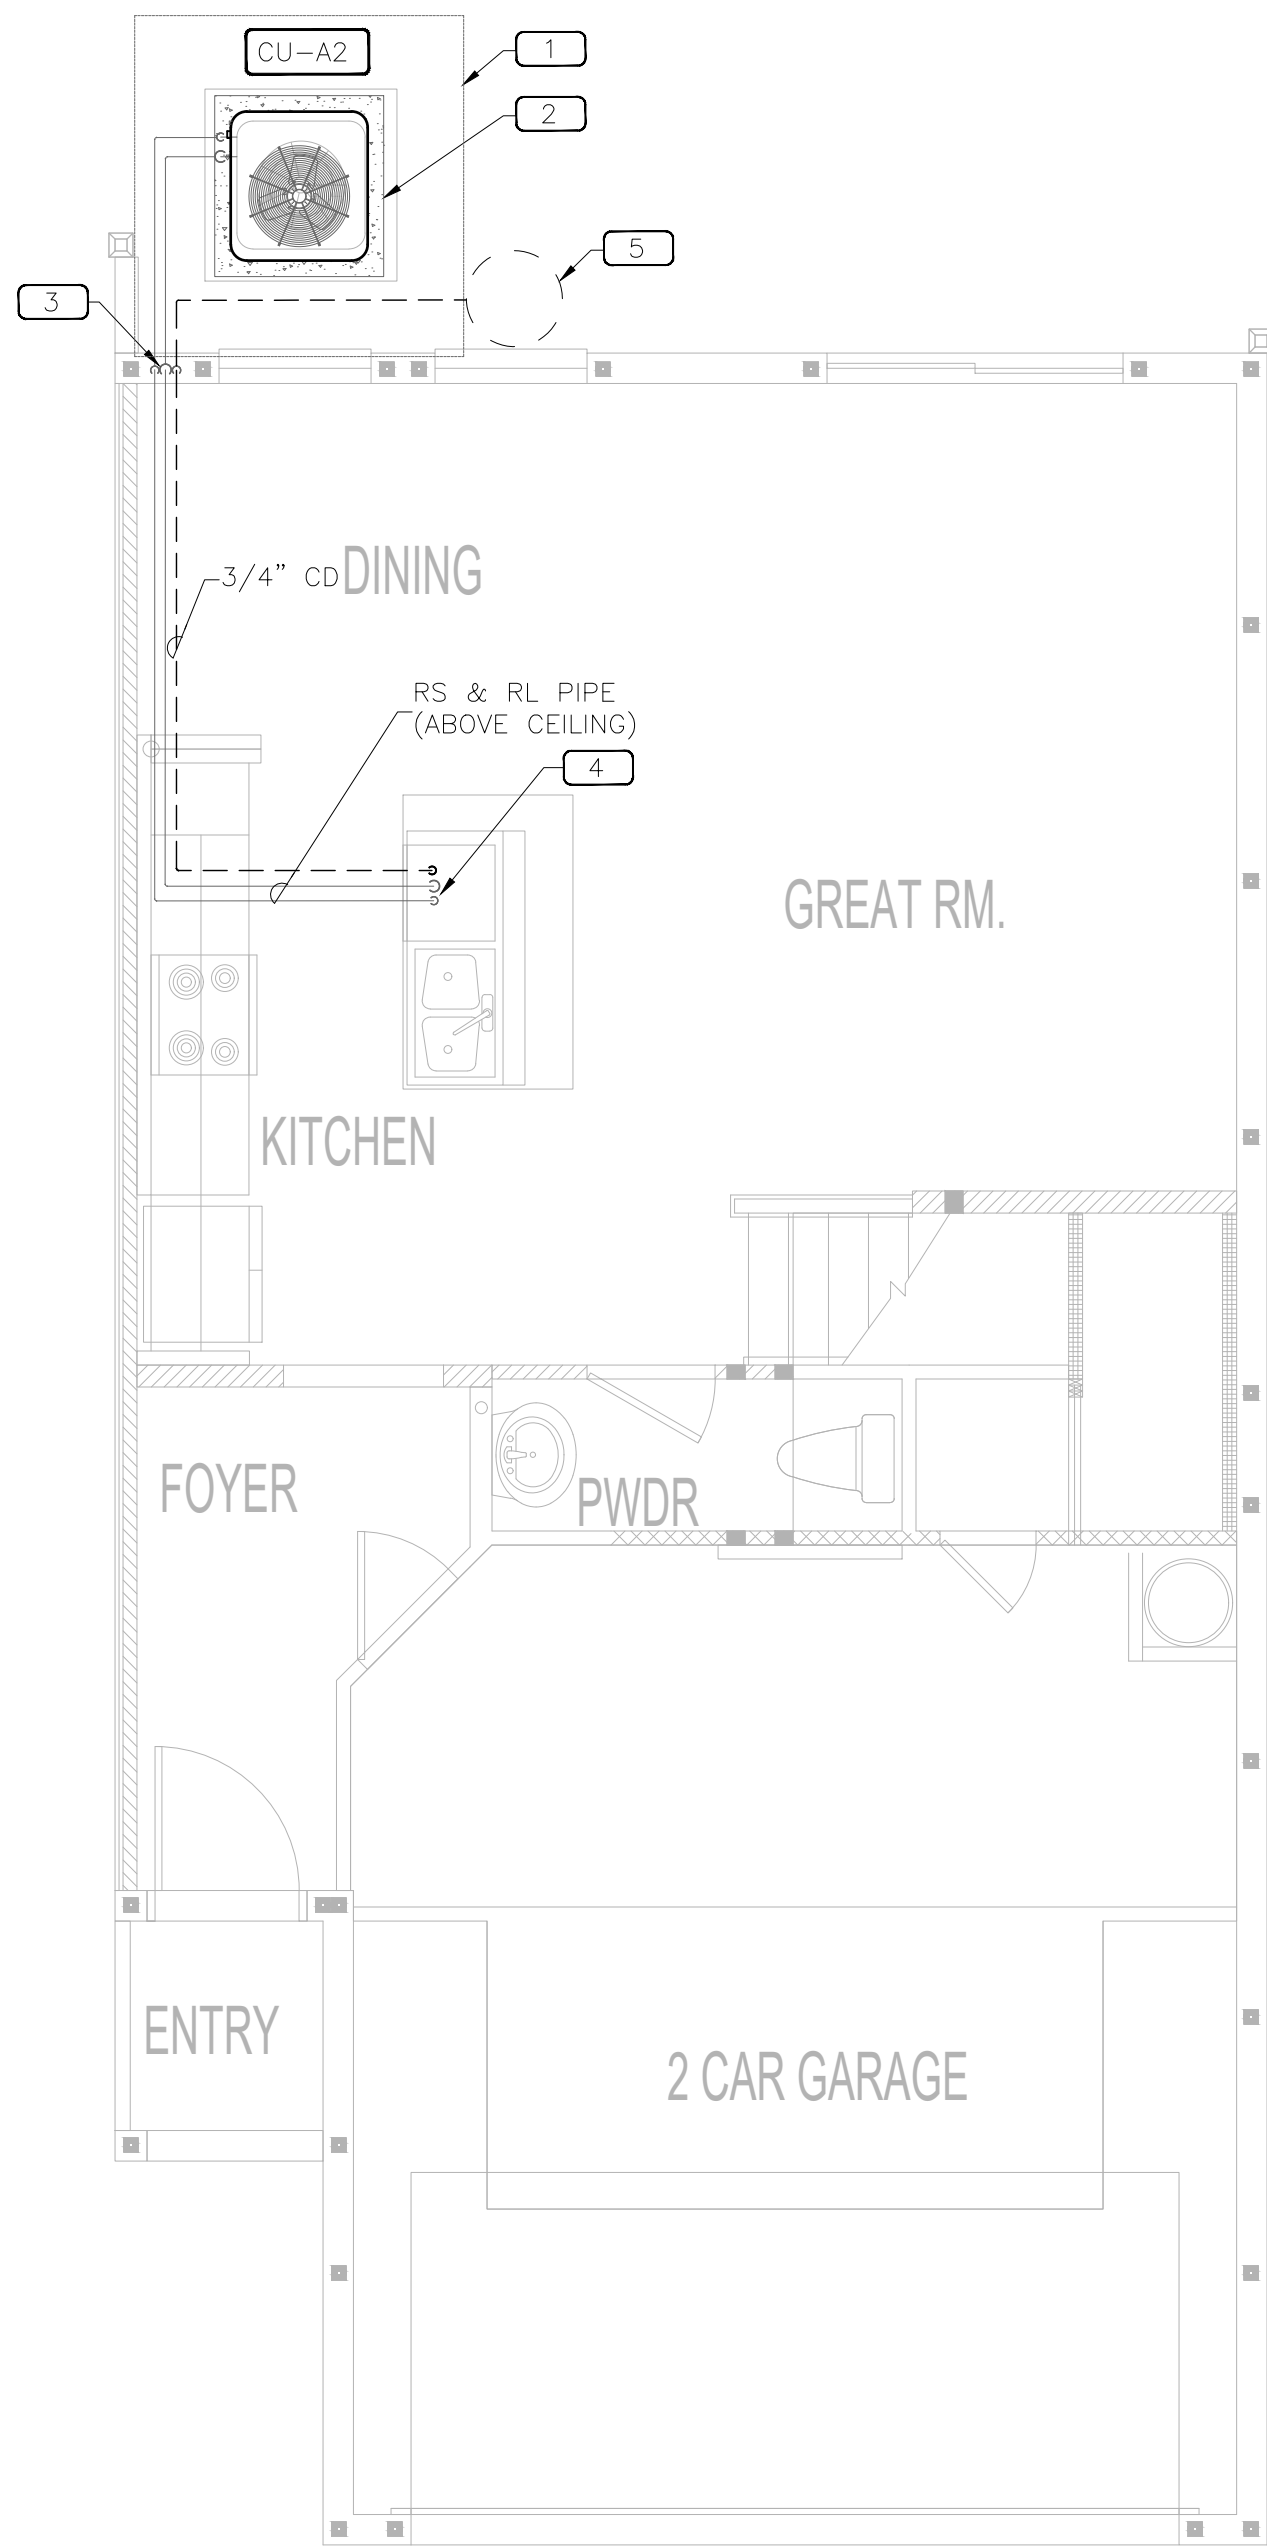 CU-A2
1
2
5
3
3/4" CD
DINING
RS & RL PIPE
(ABOVE CEILING)
4
GREAT RM.
KITCHEN
FOYER
PWDR
ENTRY
2 CAR GARAGE